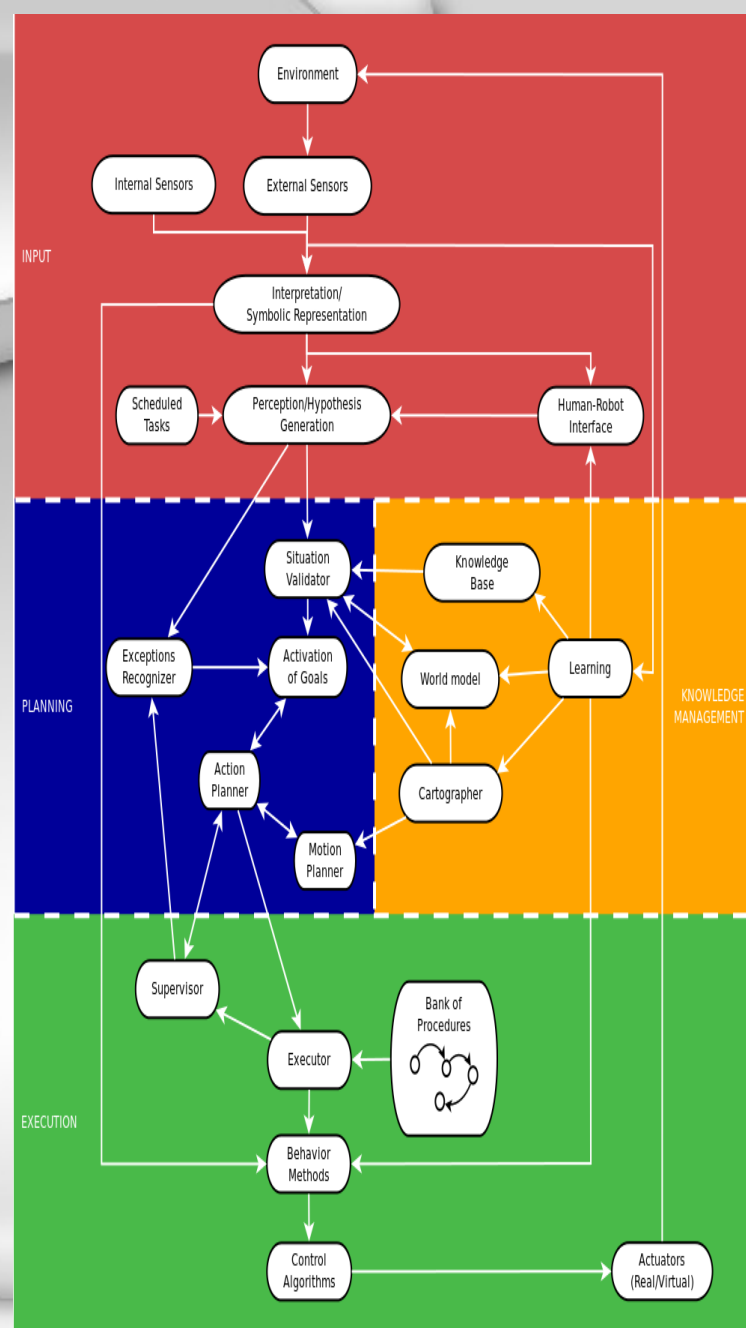 Environment
Internal Sensors
External Sensors
INPUT
Interpretation/
Symbolic Representation
Scheduled
Tasks
Perception/Hypothesis
Generation
Human-Robot
Interface
Situation
Validator
Knowledge
Base
Exceptions
Recognizer
Activation
of Goals
World model
Learning
PLANNING
KNOWLEDGE
MANAGEMENT
Action
Planner
Cartographer
Motion
Planner
Supervisor
Bank of
Procedures
Executor
EXECUTION
Behavior
Methods
Control
Algorithms
Actuators
(Real/Virtual)